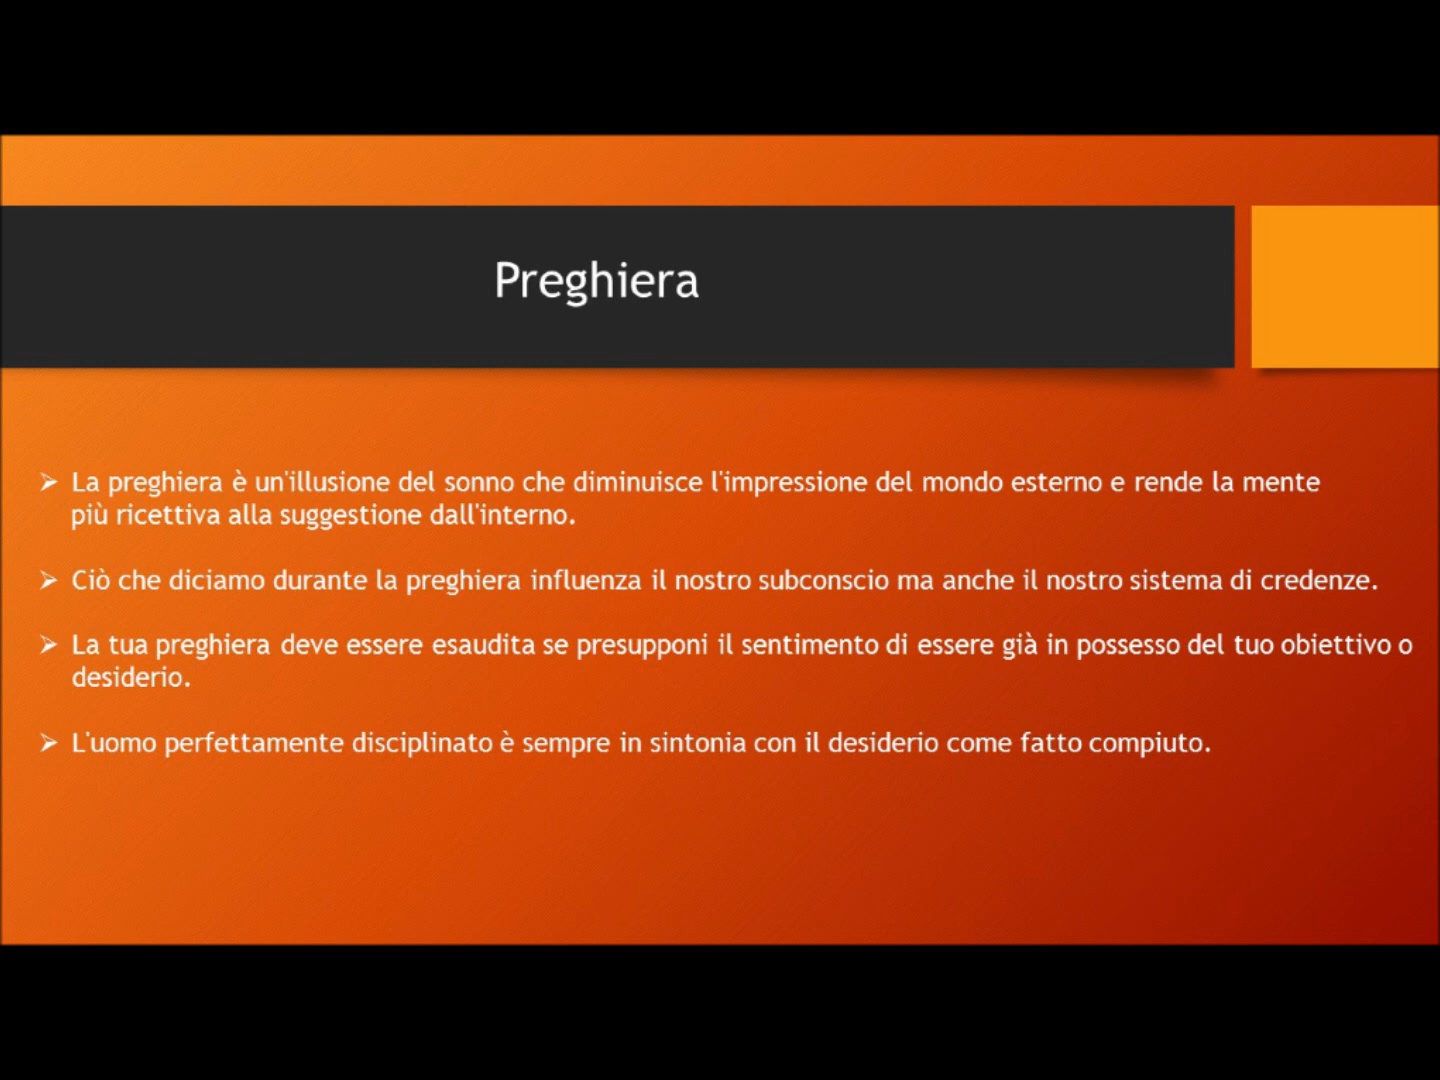 Preghiera
La preghiera è un'illusione del sonno che diminuisce l'impressione del mondo esterno e rende la mente
più ricettiva alla suggestione dall'interno.
Ciò che diciamo durante la preghiera influenza il nostro subconscio ma anche il nostro sistema di credenze.
La tua preghiera deve essere esaudita se presupponi il sentimento di essere già in possesso del tuo obiettivo o
desiderio.
L'uomo perfettamente disciplinato è sempre in sintonia con il desiderio come fatto compiuto.